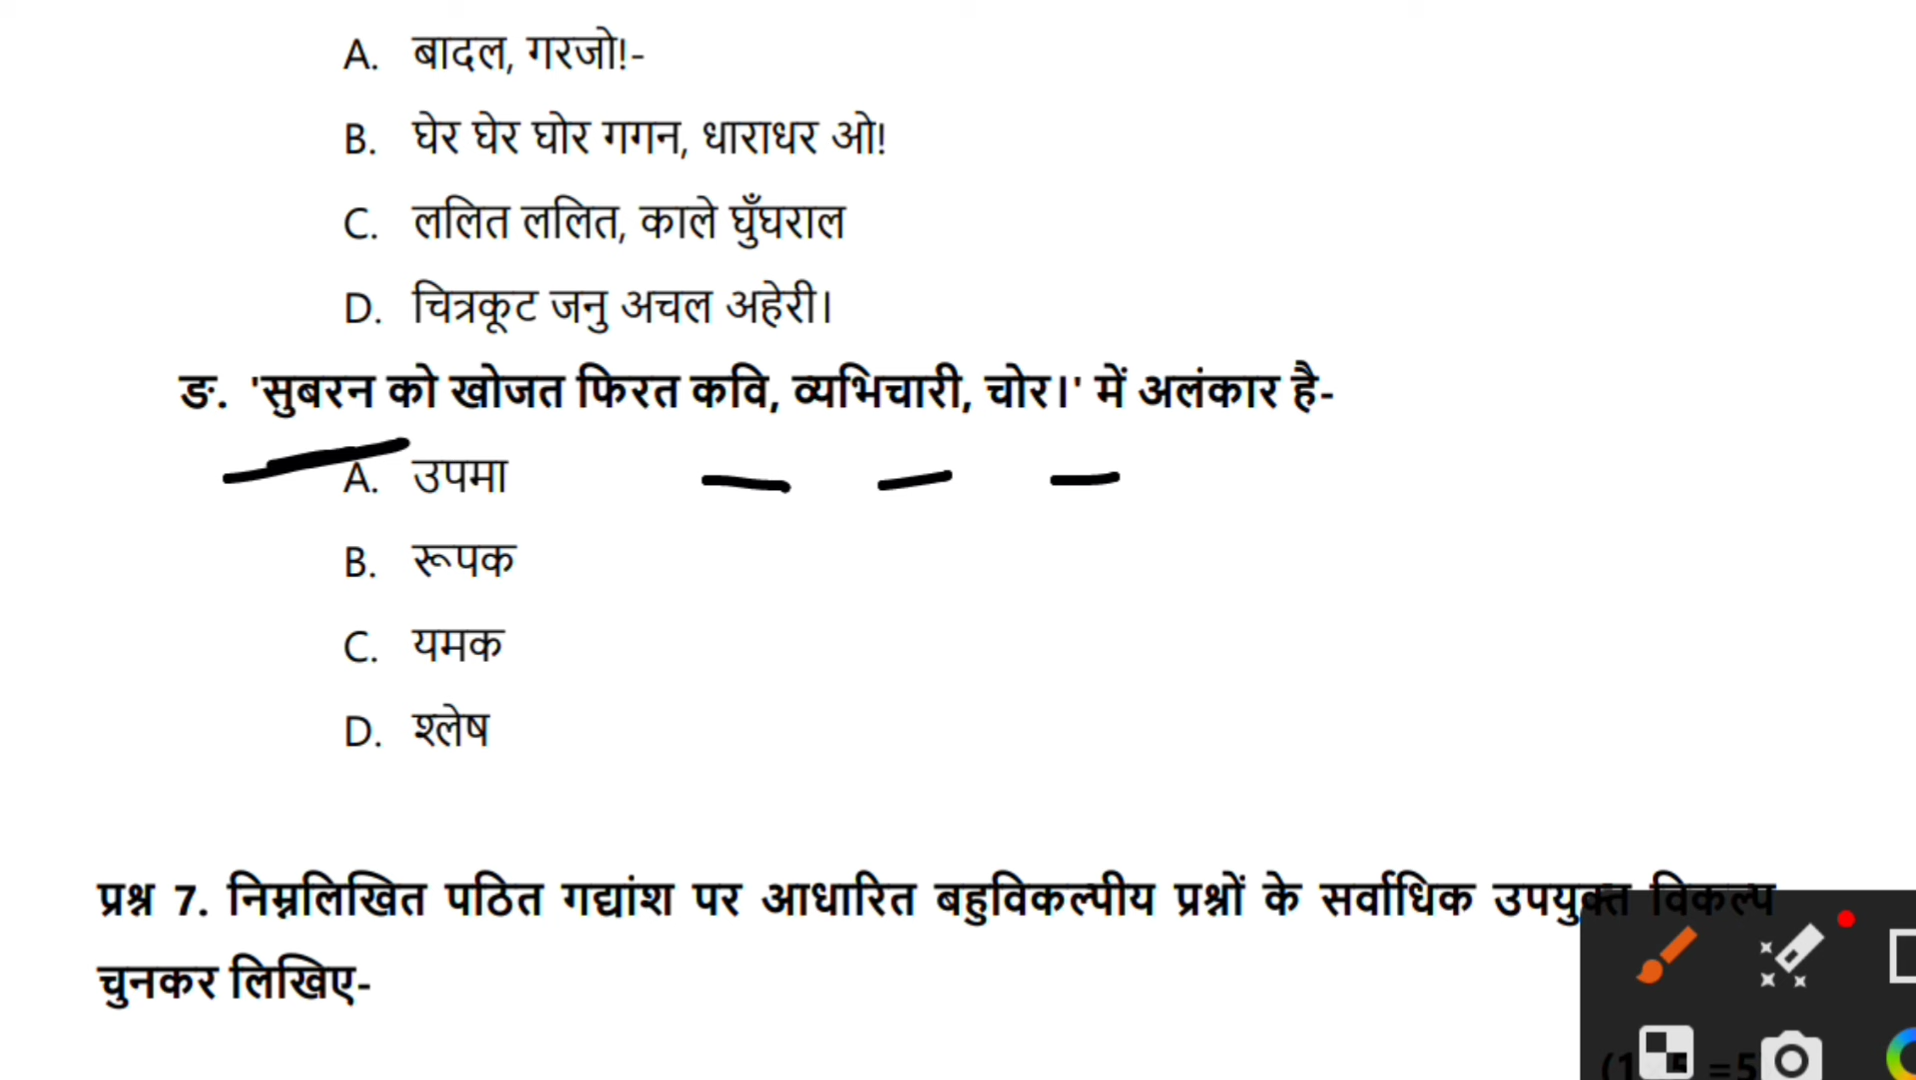 A. बादल, गरजो!-
B. घेर घेर घोर गगन, धाराधर ओ!
C. ललित ललित, काले घुँघराल
D. चित्रकूट जनु अचल अहेरी।
ङ. 'सुबरन को खोजत फिरत कवि, व्यभिचारी, चोर।' में अलंकार है-
A. उपमा
B. रूपक
C. यमक
D. श्लेष
प्रश्न 7. निम्नलिखित पठित गद्यांश पर आधारित बहुविकल्पीय प्रश्नों के सर्वाधिक उपयुक्त विकल्प
चुनकर लिखिए-